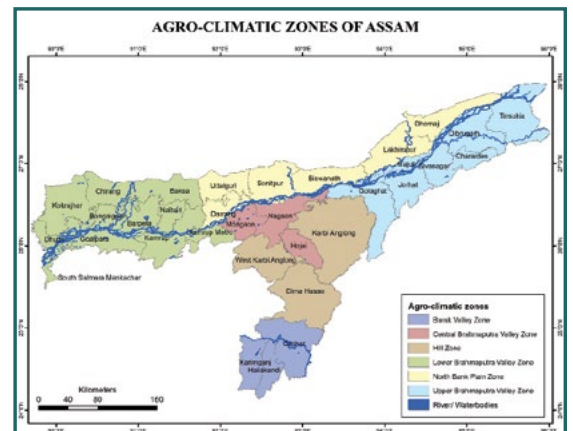 AGRO-CLIMATIC ZONES OF ASSAM
Tinsukia
Dhemaji
Dibrugarh
Lakhimpur
Charaideo
Sivasagar
Biswanath
Sonitpur
Udalguri
Jorhat
Golaghat
Chirang
Baksa
Kokrajhar
Nalbari
Darrang
Nagaon
Bongaigaon
Barpeta
Morigaon
Karbi Anglong
Dhubri
Goalpara
Kamrup
Kamrup Metro
Hojai
West Karbi Anglong
South Salmara Mankachar
Dima Hasao
Cachar
Karimganj
Hailakandi
Agro-climatic zones
Barak Valley Zone
Central Brahmaputra Valley Zone
Hill Zone
Lower Brahmaputra Valley Zone
North Bank Plain Zone
Upper Brahmaputra Valley Zone
River/ Waterbodies
Kilometers
0 40 80 160